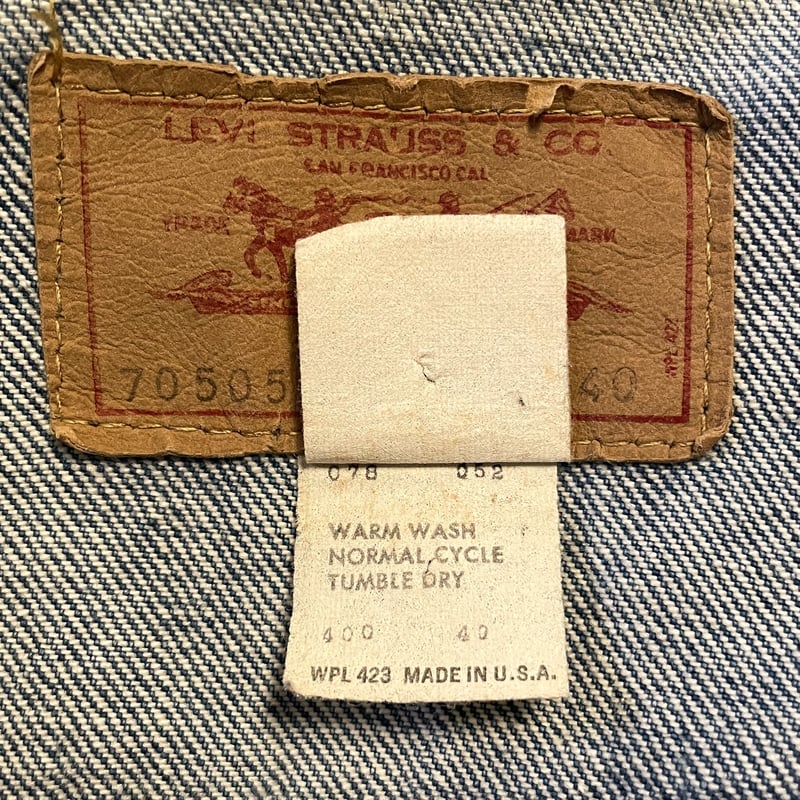 LEVI STRAUSS & CO.
SAN FRANCISCO CAL
TRADE MARK
WPL 423
70505 40
078 052
WARM WASH
NORMAL CYCLE
TUMBLE DRY
400 40
WPL 423 MADE IN U.S.A.